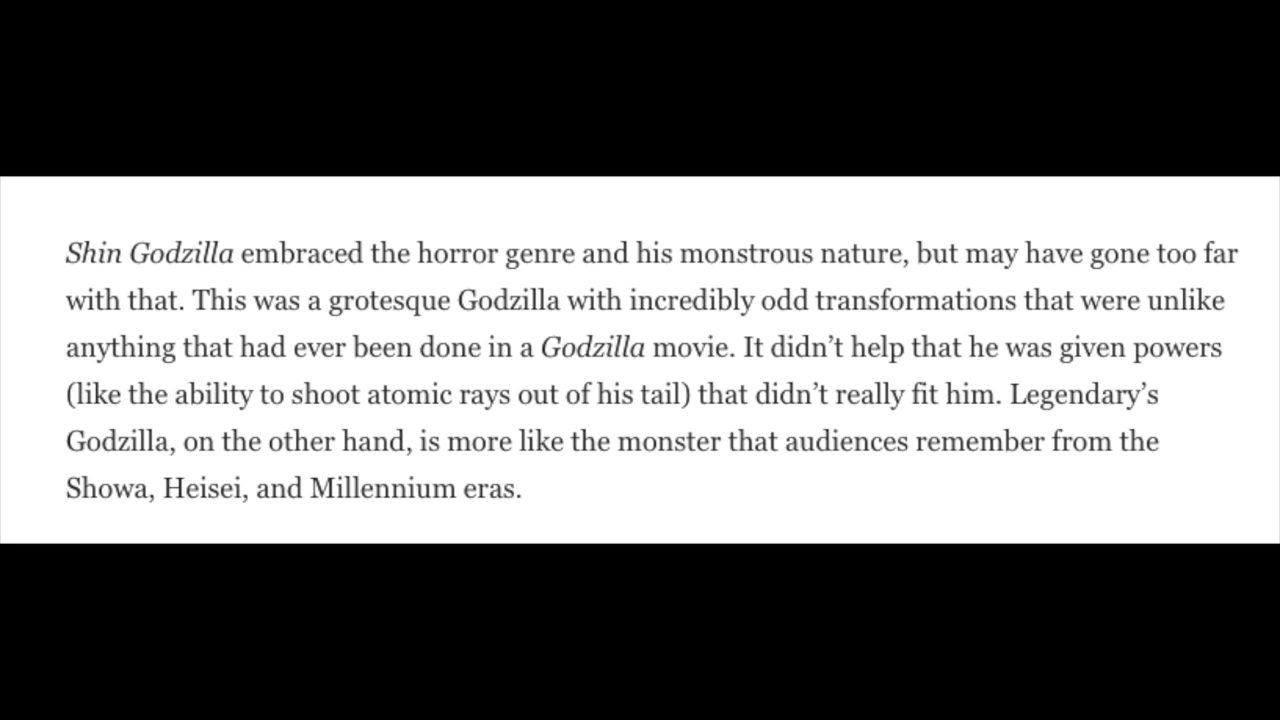 Shin Godzilla embraced the horror genre and his monstrous nature, but may have gone too far
with that. This was a grotesque Godzilla with incredibly odd transformations that were unlike
anything that had ever been done in a Godzilla movie. It didn’t help that he was given powers
(like the ability to shoot atomic rays out of his tail) that didn’t really fit him. Legendary’s
Godzilla, on the other hand, is more like the monster that audiences remember from the
Showa, Heisei, and Millennium eras.